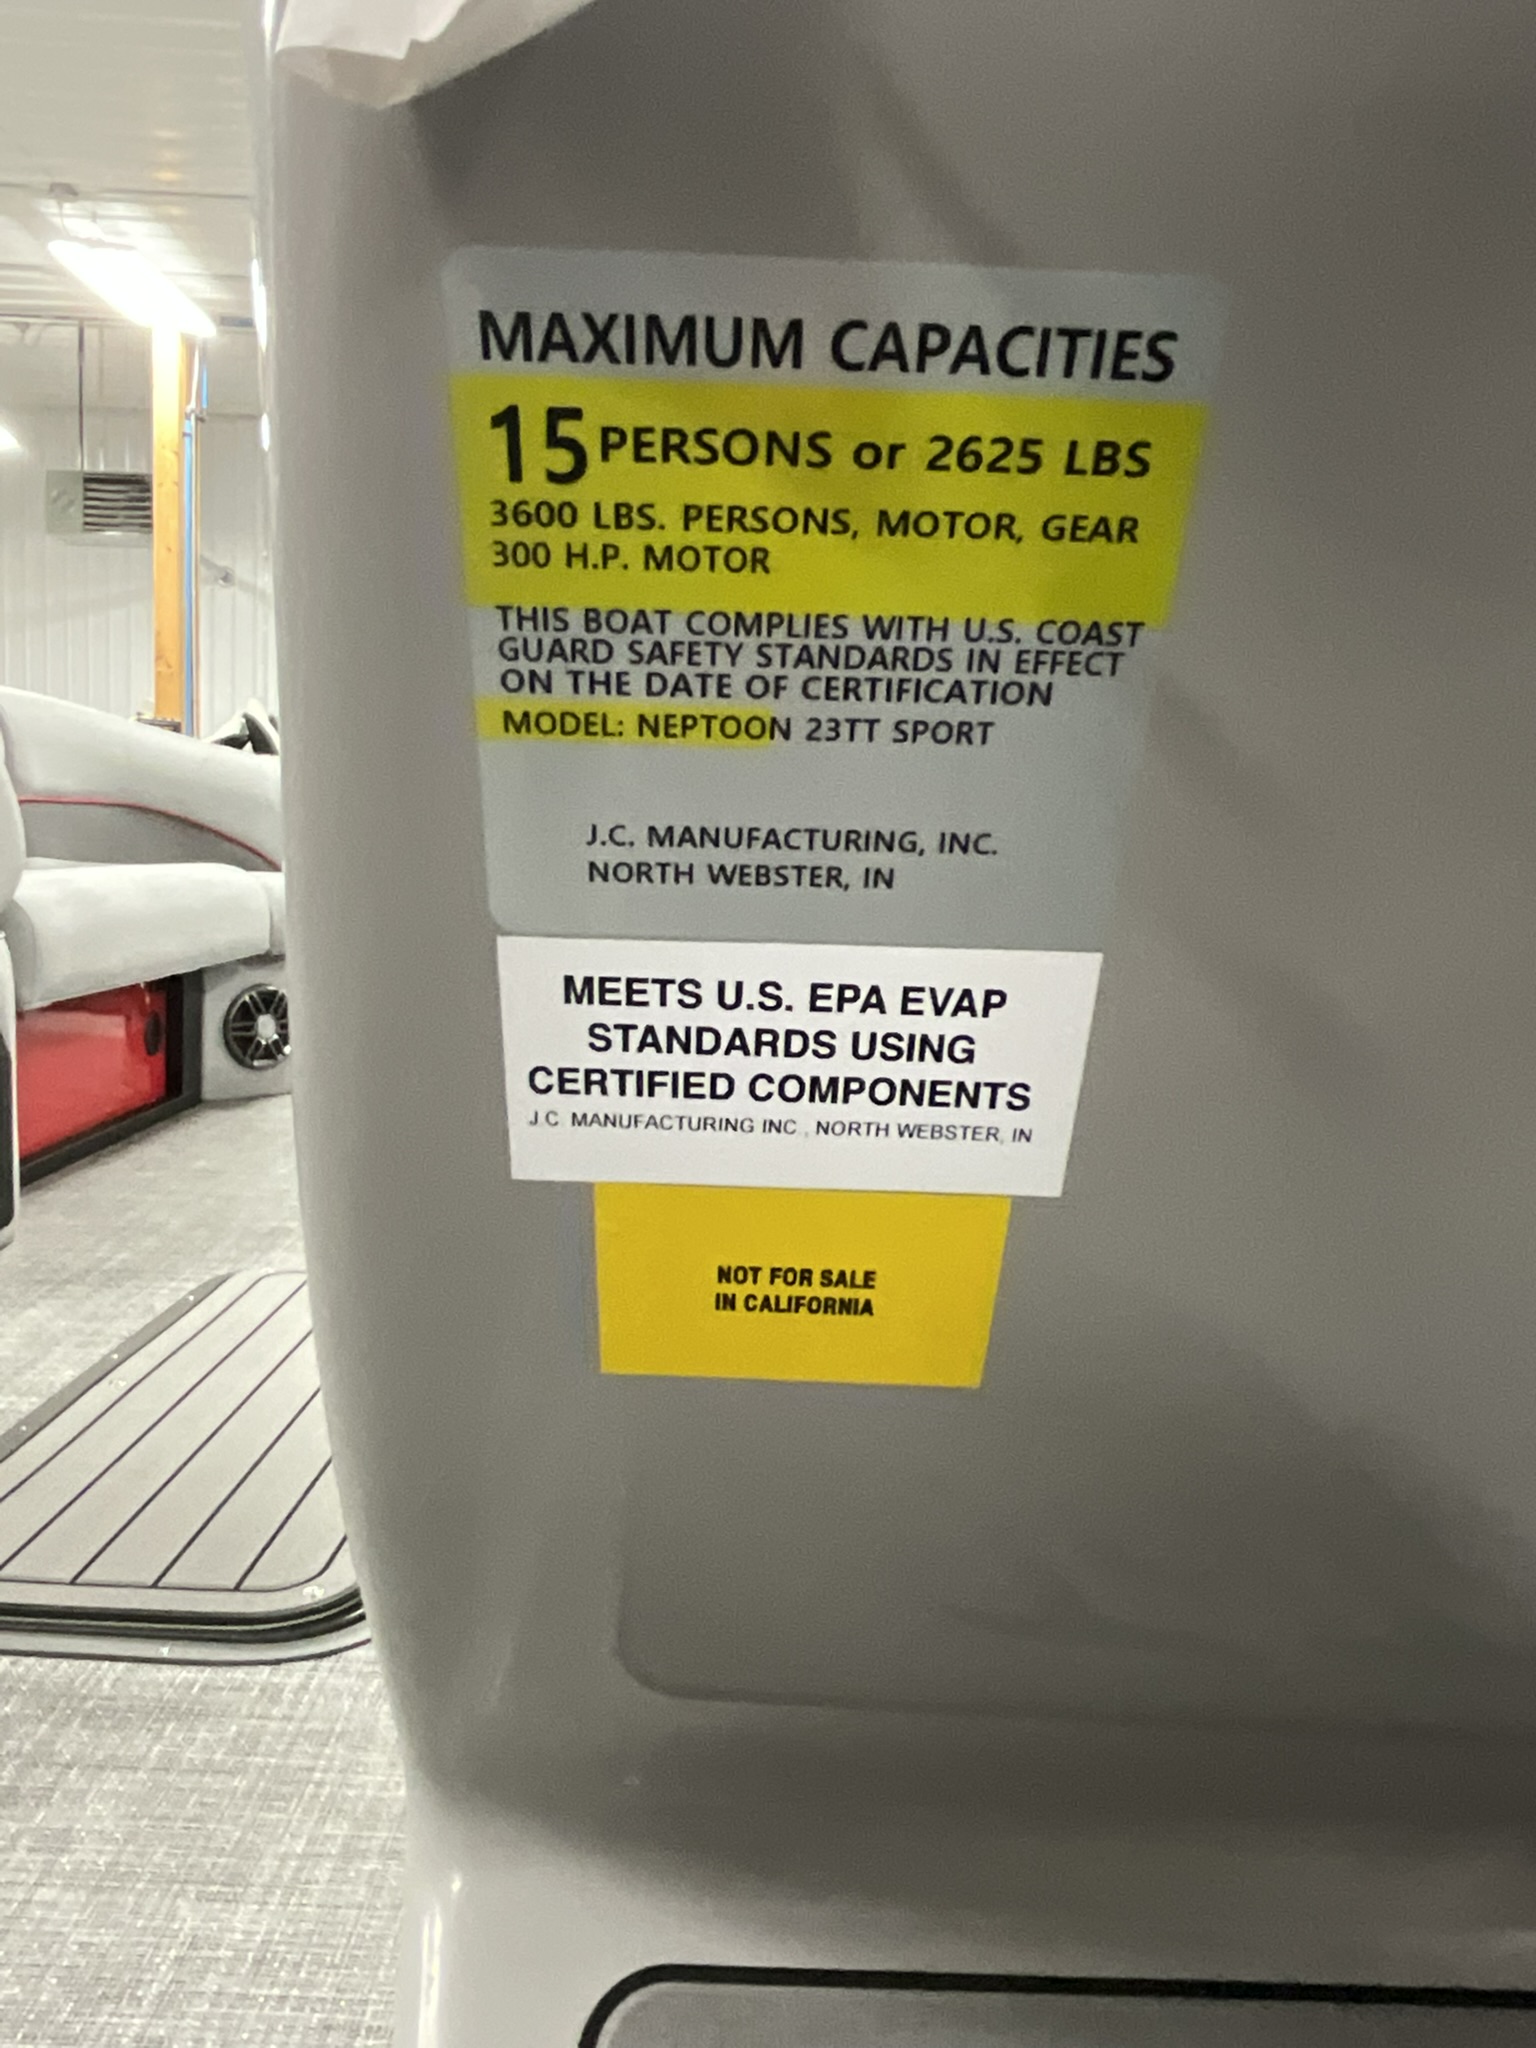 MAXIMUM CAPACITIES
15 PERSONS or 2625 LBS
3600 LBS. PERSONS, MOTOR, GEAR
300 H.P. MOTOR
THIS BOAT COMPLIES WITH U.S. COAST
GUARD SAFETY STANDARDS IN EFFECT
ON THE DATE OF CERTIFICATION
MODEL: NEPTOON 23TT SPORT
J.C. MANUFACTURING, INC.
NORTH WEBSTER, IN
MEETS U.S. EPA EVAP
STANDARDS USING
CERTIFIED COMPONENTS
J.C. MANUFACTURING INC., NORTH WEBSTER, IN
NOT FOR SALE
IN CALIFORNIA